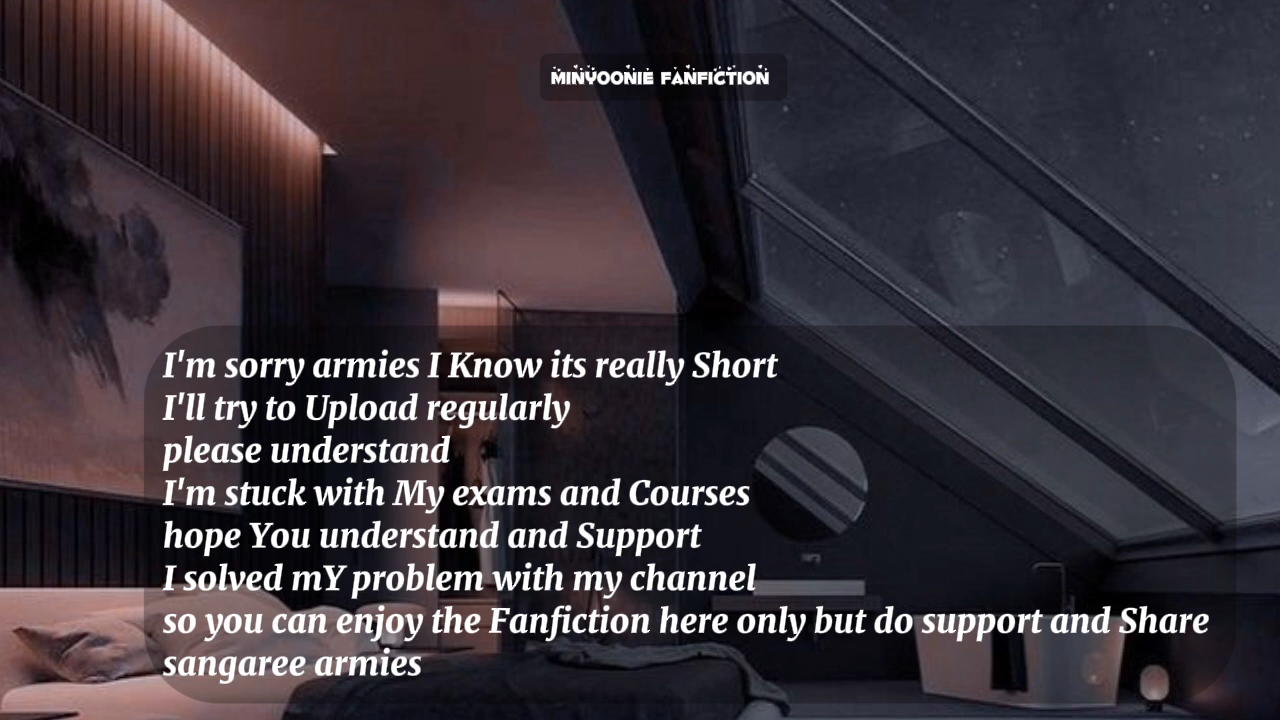 MINYOONIE FANFICTION
I'm sorry armies I Know its really Short
I'll try to Upload regularly
please understand
I'm stuck with My exams and Courses
hope You understand and Support
I solved mY problem with my channel
so you can enjoy the Fanfiction here only but do support and Share
sangaree armies